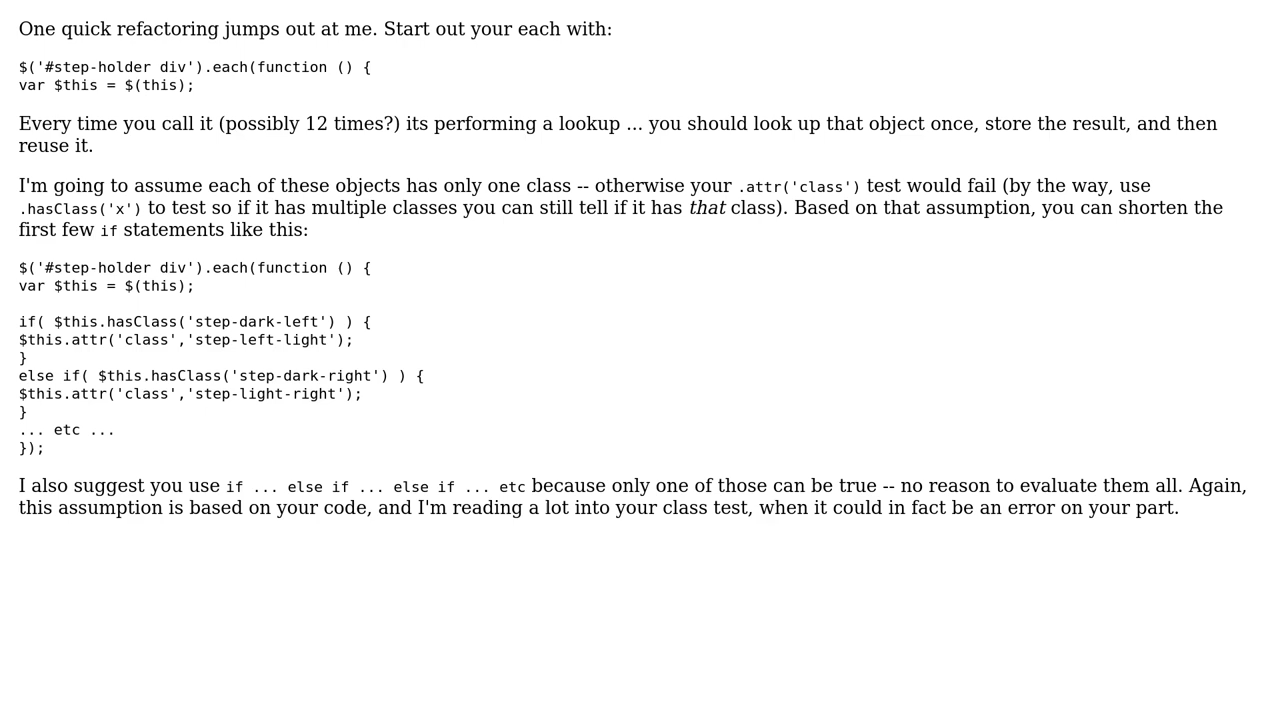 One quick refactoring jumps out at me. Start out your each with:
$('#step-holder div').each(function () {
var $this = $(this);
Every time you call it (possibly 12 times?) its performing a lookup ... you should look up that object once, store the result, and then
reuse it.
I'm going to assume each of these objects has only one class -- otherwise your .attr('class') test would fail (by the way, use
.hasClass('x') to test so if it has multiple classes you can still tell if it has that class). Based on that assumption, you can shorten the
first few if statements like this:
$('#step-holder div').each(function () {
var $this = $(this);
if( $this.hasClass('step-dark-left') ) {
$this.attr('class','step-left-light');
}
else if( $this.hasClass('step-dark-right') ) {
$this.attr('class','step-light-right');
}
... etc ...
});
I also suggest you use if ... else if ... else if ... etc because only one of those can be true -- no reason to evaluate them all. Again,
this assumption is based on your code, and I'm reading a lot into your class test, when it could in fact be an error on your part.